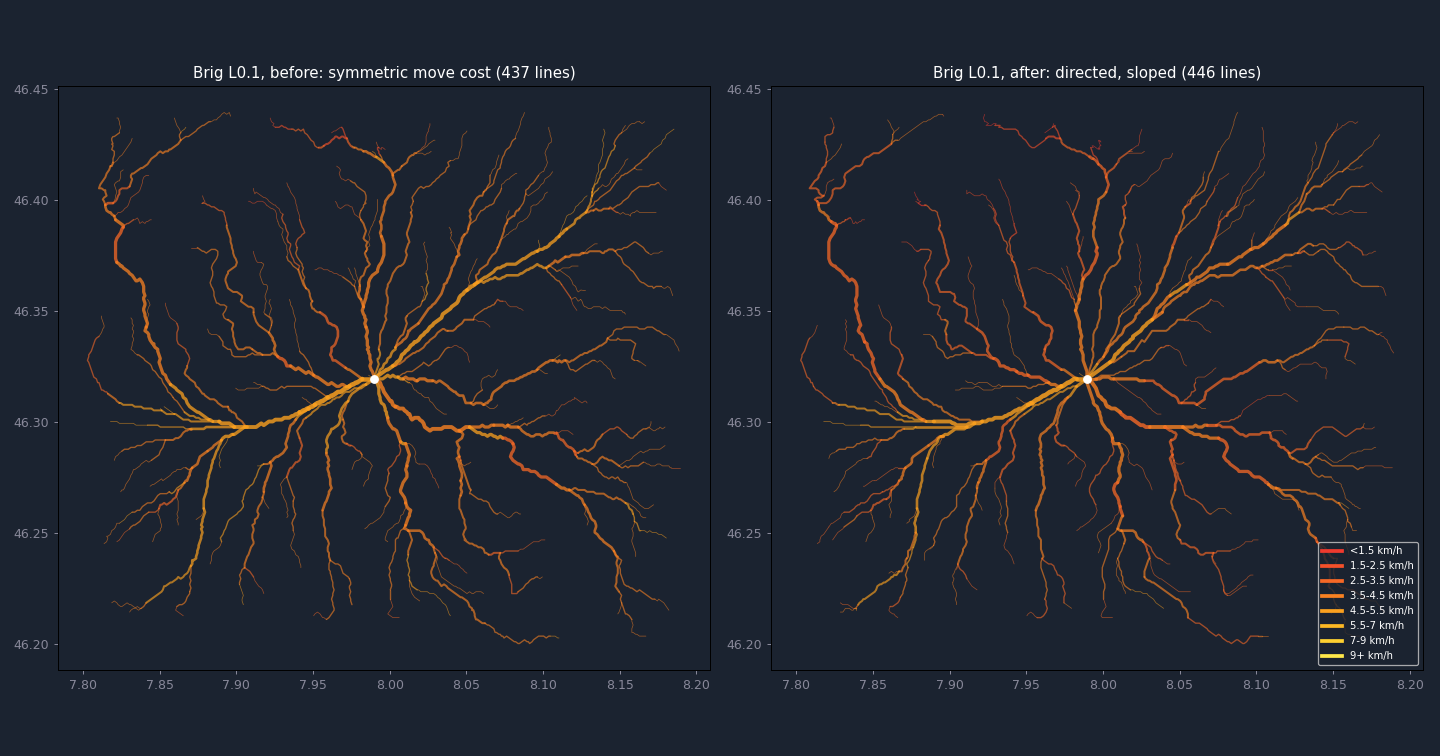 Brig L0.1, before: symmetric move cost (437 lines)
46.45
46.40
46.35
46.30
46.25
46.20
7.80 7.85 7.90 7.95 8.00 8.05 8.10 8.15 8.20
Brig L0.1, after: directed, sloped (446 lines)
46.45
46.40
46.35
46.30
46.25
46.20
<1.5 km/h
1.5-2.5 km/h
2.5-3.5 km/h
3.5-4.5 km/h
4.5-5.5 km/h
5.5-7 km/h
7-9 km/h
9+ km/h
7.80 7.85 7.90 7.95 8.00 8.05 8.10 8.15 8.20